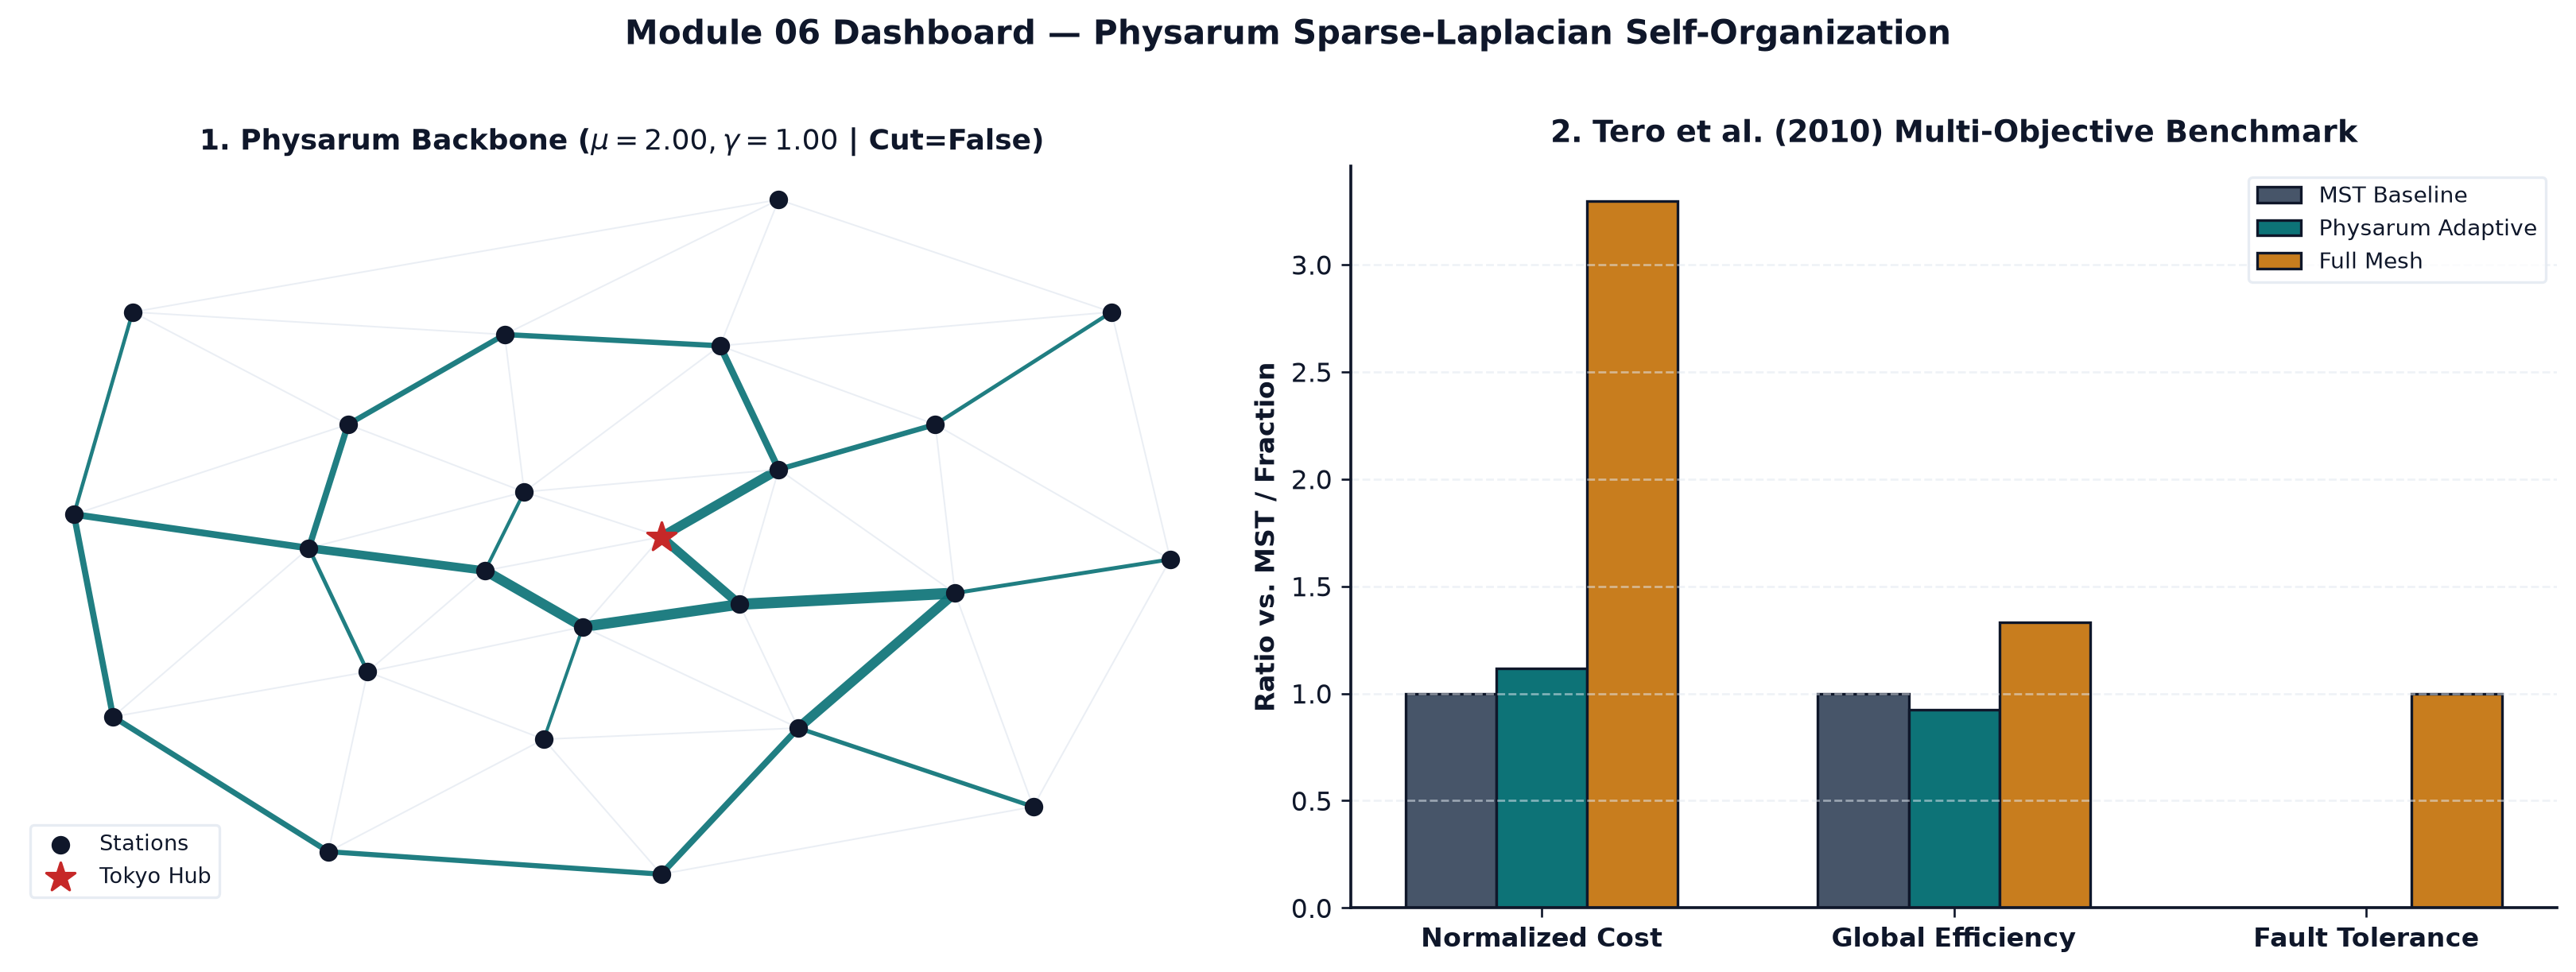 Module 06 Dashboard — Physarum Sparse-Laplacian Self-Organization
1. Physarum Backbone (μ = 2.00, γ = 1.00 | Cut=False)
Stations
Tokyo Hub
2. Tero et al. (2010) Multi-Objective Benchmark
MST Baseline
Physarum Adaptive
Full Mesh
Ratio vs. MST / Fraction
3.0
2.5
2.0
1.5
1.0
0.5
0.0
Normalized Cost
Global Efficiency
Fault Tolerance